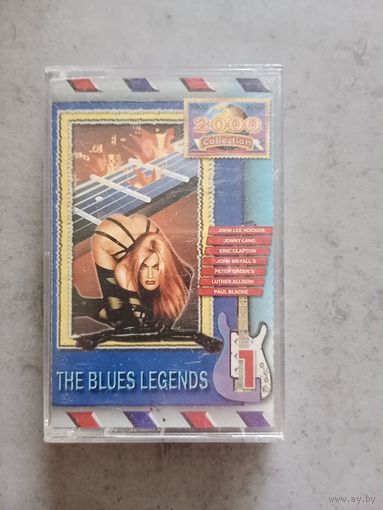 2000
Collection
JOHN LEE HOOKER
JONNY LANG
ERIC CLAPTON
JOHN MAYALL'S
PETER GREEN'S
LUTHER ALLISON
PAUL BLACKE
1
THE BLUES LEGENDS
www.ay.by